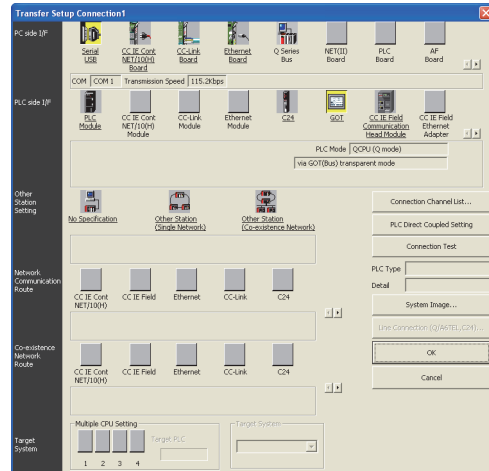 Transfer Setup Connection1
PC side I/F
Serial
USB
CC IE Cont
NET/10(H)
Board
CC-Link
Board
Ethernet
Board
Q Series
Bus
NET(II)
Board
PLC
Board
AF
Board
COM COM 1 Transmission Speed 115.2Kbps
PLC side I/F
PLC
Module
CC IE Cont
NET/10(H)
Module
CC-Link
Module
Ethernet
Module
C24
GOT
CC IE Field
Communication
Head Module
CC IE Field
Ethernet
Adapter
PLC Mode QCPU (Q mode)
via GOT(Bus) transparent mode
Other
Station
Setting
No Specification
Other Station
(Single Network)
Other Station
(Co-existence Network)
Connection Channel List...
PLC Direct Coupled Setting
Connection Test
PLC Type
Detail
System Image...
Line Connection (Q/A6TEL,C24)...
OK
Cancel
Network
Communication
Route
CC IE Cont
NET/10(H)
CC IE Field
Ethernet
CC-Link
C24
Co-existence
Network
Route
CC IE Cont
NET/10(H)
CC IE Field
Ethernet
CC-Link
C24
Target
System
Multiple CPU Setting
1 2 3 4
Target PLC
Target System